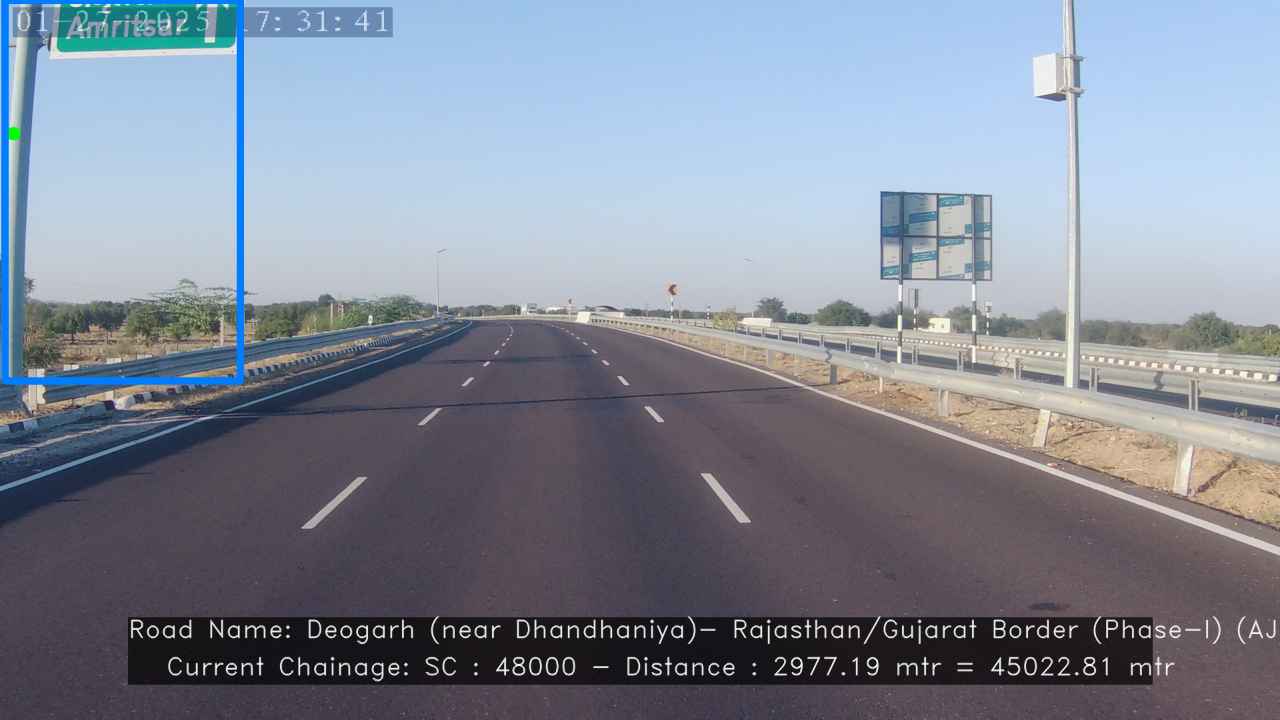 01-27-2025 17:31:41
Amritsar
Road Name: Deogarh (near Dhandhaniya)- Rajasthan/Gujarat Border (Phase-I) (AJ
Current Chainage: SC : 48000 - Distance : 2977.19 mtr = 45022.81 mtr